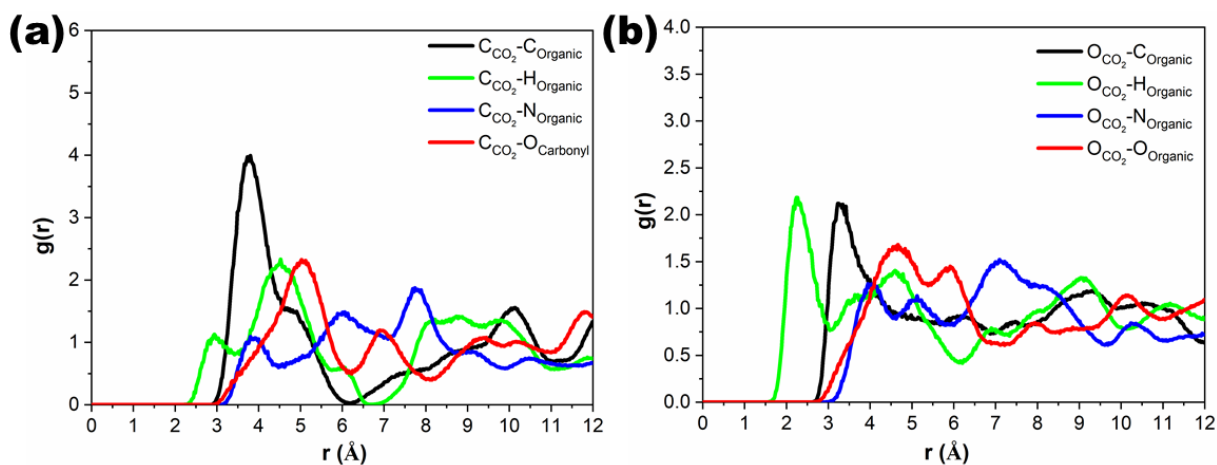 (a)
g(r)
6
5
4
3
2
1
0
C_CO2-C_Organic
C_CO2-H_Organic
C_CO2-N_Organic
C_CO2-O_Carbonyl
0 1 2 3 4 5 6 7 8 9 10 11 12
r (Å)
(b)
g(r)
4.0
3.5
3.0
2.5
2.0
1.5
1.0
0.5
0.0
O_CO2-C_Organic
O_CO2-H_Organic
O_CO2-N_Organic
O_CO2-O_Organic
0 1 2 3 4 5 6 7 8 9 10 11 12
r (Å)